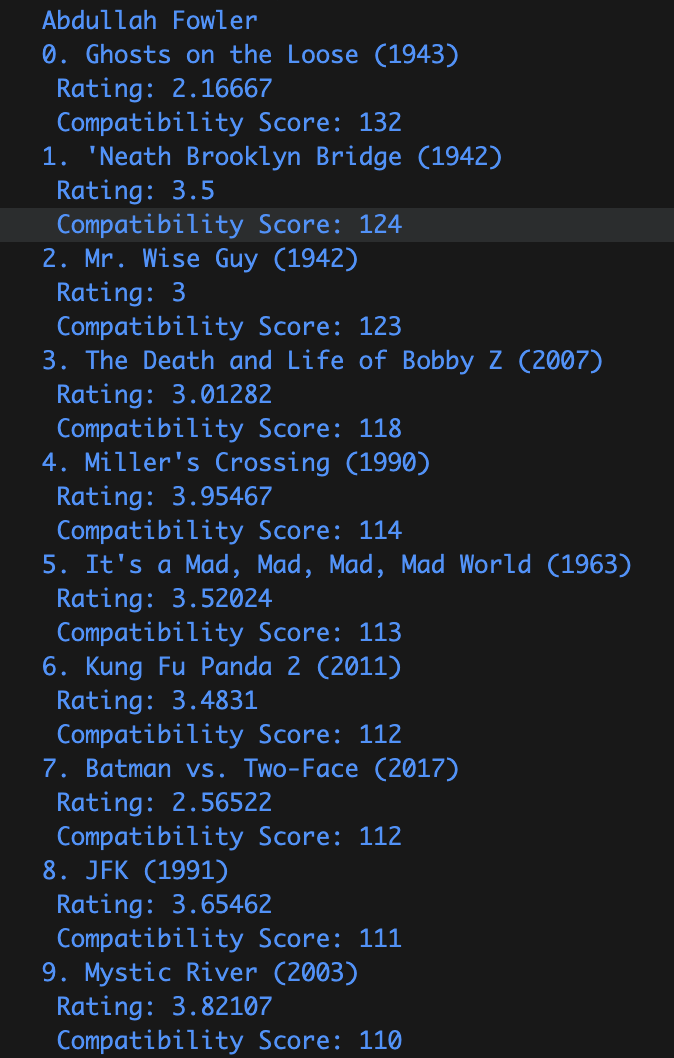 Abdullah Fowler
0. Ghosts on the Loose (1943)
Rating: 2.16667
Compatibility Score: 132
1. 'Neath Brooklyn Bridge (1942)
Rating: 3.5
Compatibility Score: 124
2. Mr. Wise Guy (1942)
Rating: 3
Compatibility Score: 123
3. The Death and Life of Bobby Z (2007)
Rating: 3.01282
Compatibility Score: 118
4. Miller's Crossing (1990)
Rating: 3.95467
Compatibility Score: 114
5. It's a Mad, Mad, Mad, Mad World (1963)
Rating: 3.52024
Compatibility Score: 113
6. Kung Fu Panda 2 (2011)
Rating: 3.4831
Compatibility Score: 112
7. Batman vs. Two-Face (2017)
Rating: 2.56522
Compatibility Score: 112
8. JFK (1991)
Rating: 3.65462
Compatibility Score: 111
9. Mystic River (2003)
Rating: 3.82107
Compatibility Score: 110